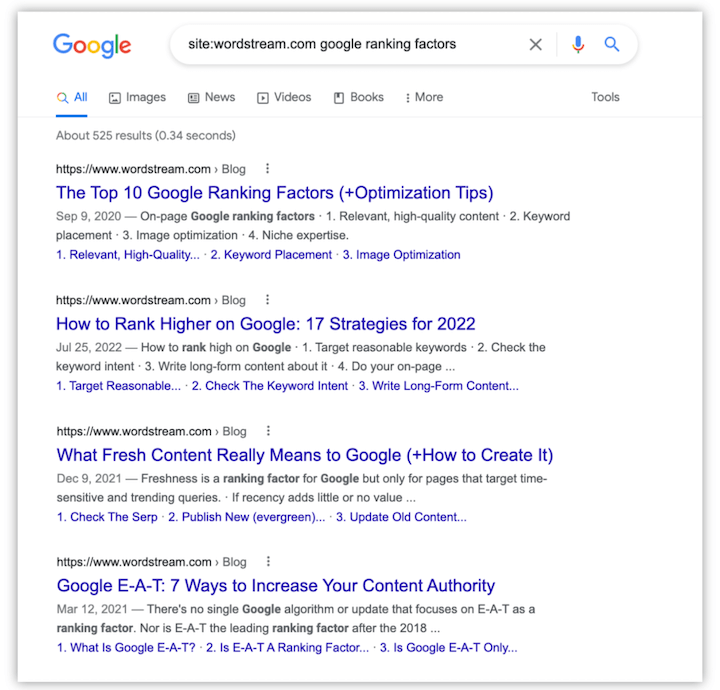 Google
site:wordstream.com google ranking factors
All Images News Videos Books More Tools
About 525 results (0.34 seconds)
https://www.wordstream.com › Blog
The Top 10 Google Ranking Factors (+Optimization Tips)
Sep 9, 2020 — On-page Google ranking factors · 1. Relevant, high-quality content · 2. Keyword
placement · 3. Image optimization · 4. Niche expertise.
1. Relevant, High-Quality... · 2. Keyword Placement · 3. Image Optimization
https://www.wordstream.com › Blog
How to Rank Higher on Google: 17 Strategies for 2022
Jul 25, 2022 — How to rank high on Google · 1. Target reasonable keywords · 2. Check the
keyword intent · 3. Write long-form content about it · 4. Do your on-page ...
1. Target Reasonable... · 2. Check The Keyword Intent · 3. Write Long-Form Content...
https://www.wordstream.com › Blog
What Fresh Content Really Means to Google (+How to Create It)
Dec 9, 2021 — Freshness is a ranking factor for Google but only for pages that target time-
sensitive and trending queries. · If recency adds little or no value ...
1. Check The Serp · 2. Publish New (evergreen)... · 3. Update Old Content...
https://www.wordstream.com › Blog
Google E-A-T: 7 Ways to Increase Your Content Authority
Mar 12, 2021 — There's no single Google algorithm or update that focuses on E-A-T as a
ranking factor. Nor is E-A-T the leading ranking factor after the 2018 ...
1. What Is Google E-A-T? · 2. Is E-A-T A Ranking Factor... · 3. Is Google E-A-T Only...